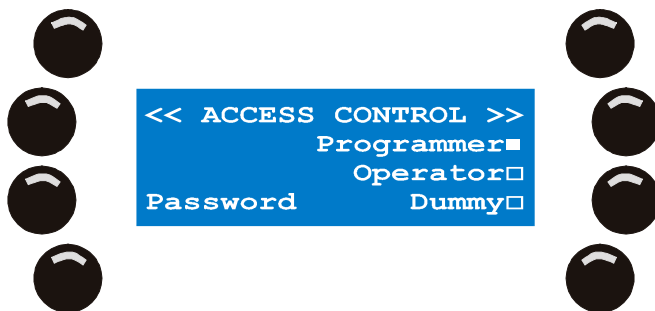 << ACCESS CONTROL >>
Programmer■
Operator□
Password Dummy□